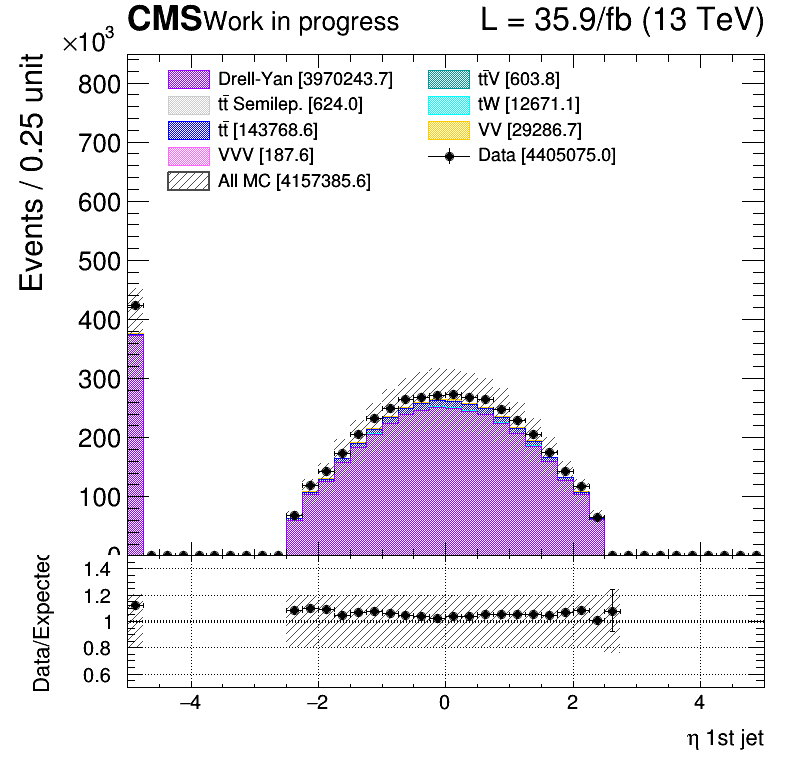 CMS Work in progress L = 35.9/fb (13 TeV)
×10³
Events / 0.25 unit
800
700
600
500
400
300
200
100
0
Drell-Yan [3970243.7]
tt̄ Semilep. [624.0]
tt̄ [143768.6]
VVV [187.6]
All MC [4157385.6]
tt̄V [603.8]
tW [12671.1]
VV [29286.7]
Data [4405075.0]
Data/Expected
1.4
1.2
1
0.8
0.6
−4 −2 0 2 4
η 1st jet